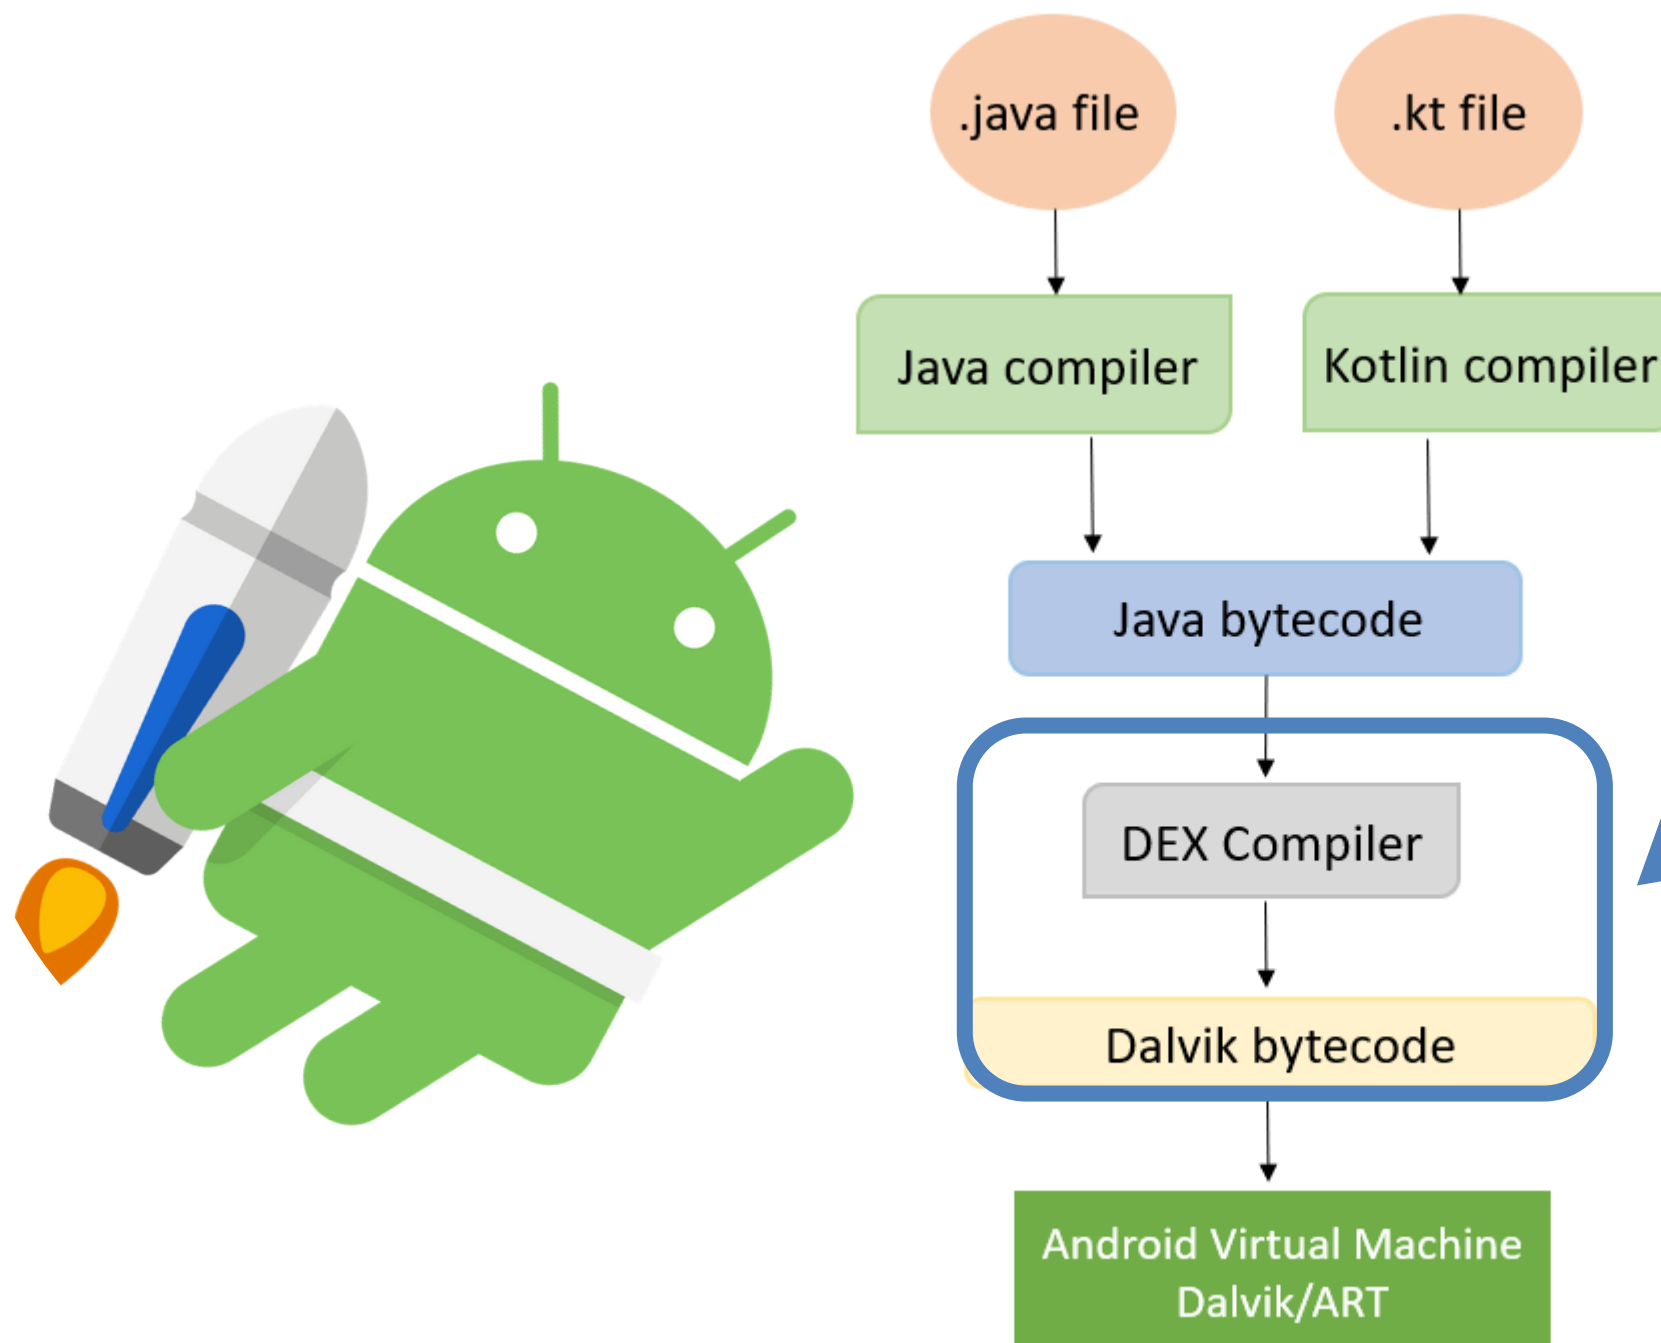 .java file
.kt file
Java compiler
Kotlin compiler
Java bytecode
DEX Compiler
Dalvik bytecode
Android Virtual Machine
Dalvik/ART